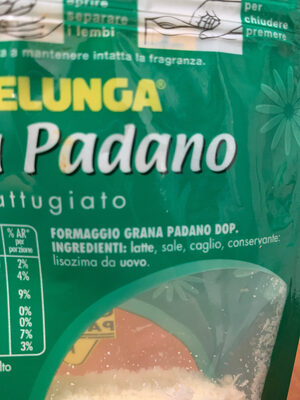 aprire
separare
i lembi
per
chiudere
premere
a mantenere intatta la fragranza.
ELUNGA®
Padano
attugiato
% AR*
per
porzione
2%
4%
9%
0%
0%
7%
3%
FORMAGGIO GRANA PADANO DOP.
INGREDIENTI: latte, sale, caglio, conservante:
lisozima da uovo.